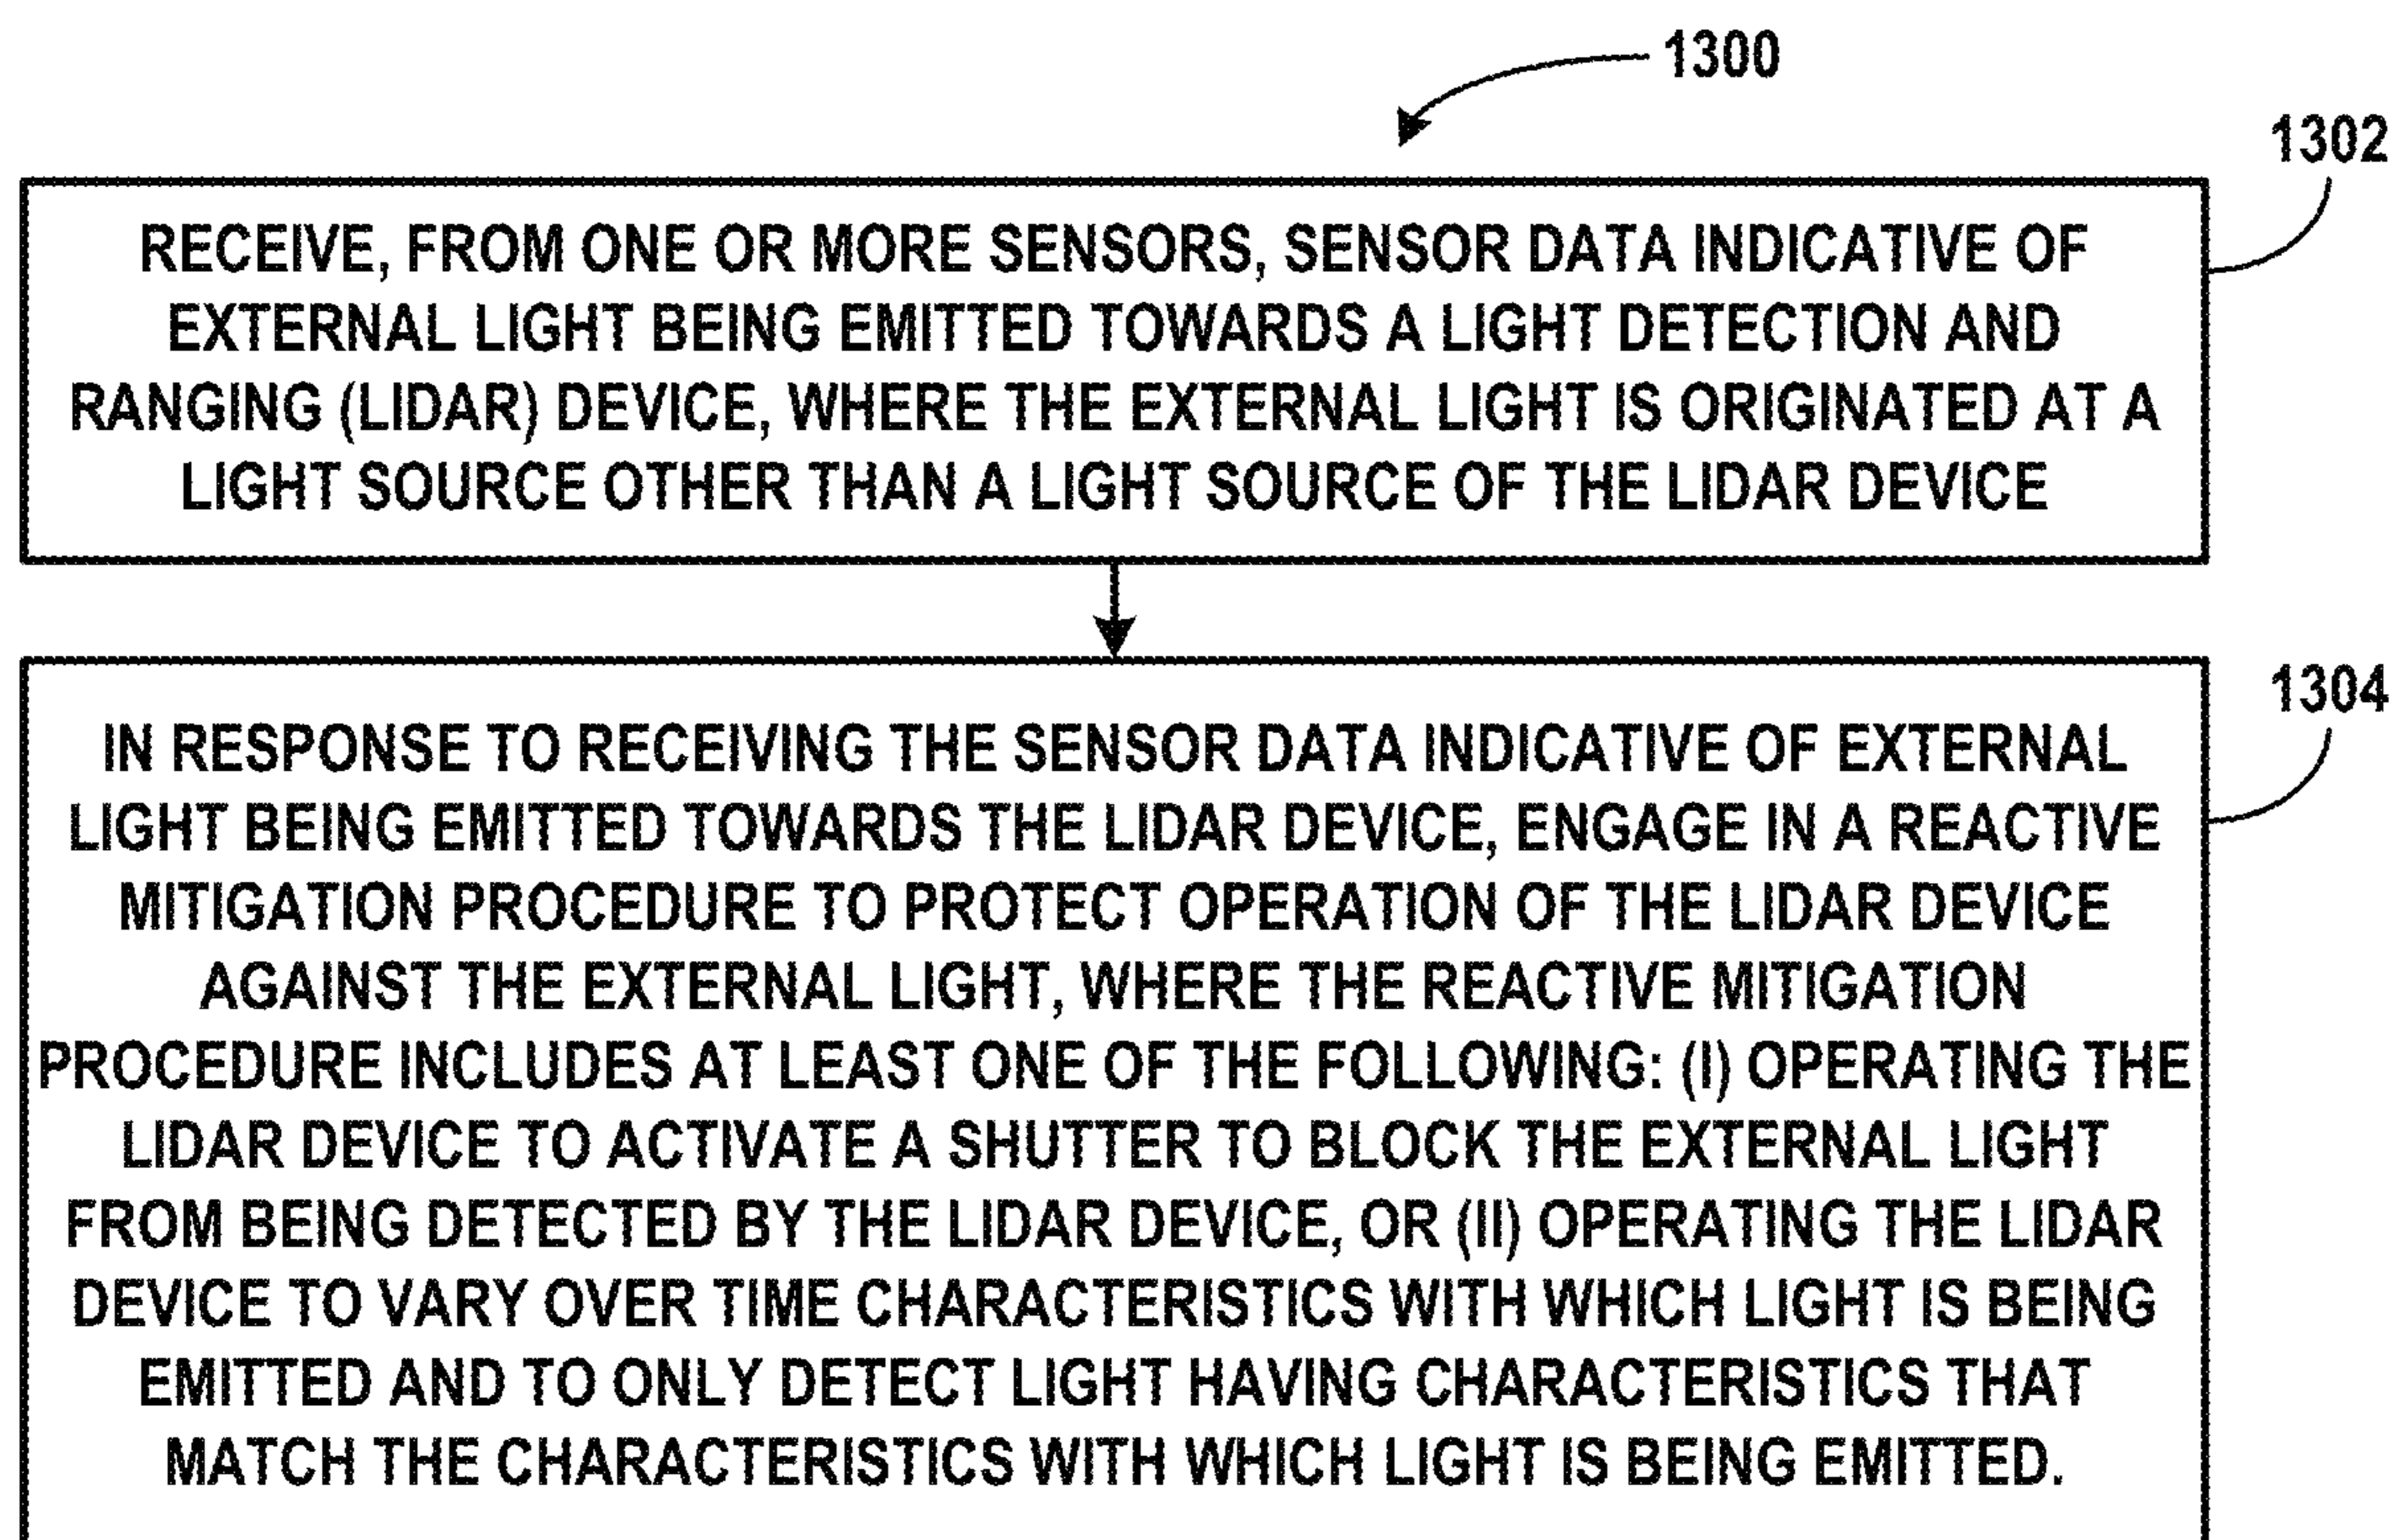 1300
1302
RECEIVE, FROM ONE OR MORE SENSORS, SENSOR DATA INDICATIVE OF
EXTERNAL LIGHT BEING EMITTED TOWARDS A LIGHT DETECTION AND
RANGING (LIDAR) DEVICE, WHERE THE EXTERNAL LIGHT IS ORIGINATED AT A
LIGHT SOURCE OTHER THAN A LIGHT SOURCE OF THE LIDAR DEVICE
1304
IN RESPONSE TO RECEIVING THE SENSOR DATA INDICATIVE OF EXTERNAL
LIGHT BEING EMITTED TOWARDS THE LIDAR DEVICE, ENGAGE IN A REACTIVE
MITIGATION PROCEDURE TO PROTECT OPERATION OF THE LIDAR DEVICE
AGAINST THE EXTERNAL LIGHT, WHERE THE REACTIVE MITIGATION
PROCEDURE INCLUDES AT LEAST ONE OF THE FOLLOWING: (I) OPERATING THE
LIDAR DEVICE TO ACTIVATE A SHUTTER TO BLOCK THE EXTERNAL LIGHT
FROM BEING DETECTED BY THE LIDAR DEVICE, OR (II) OPERATING THE LIDAR
DEVICE TO VARY OVER TIME CHARACTERISTICS WITH WHICH LIGHT IS BEING
EMITTED AND TO ONLY DETECT LIGHT HAVING CHARACTERISTICS THAT
MATCH THE CHARACTERISTICS WITH WHICH LIGHT IS BEING EMITTED.